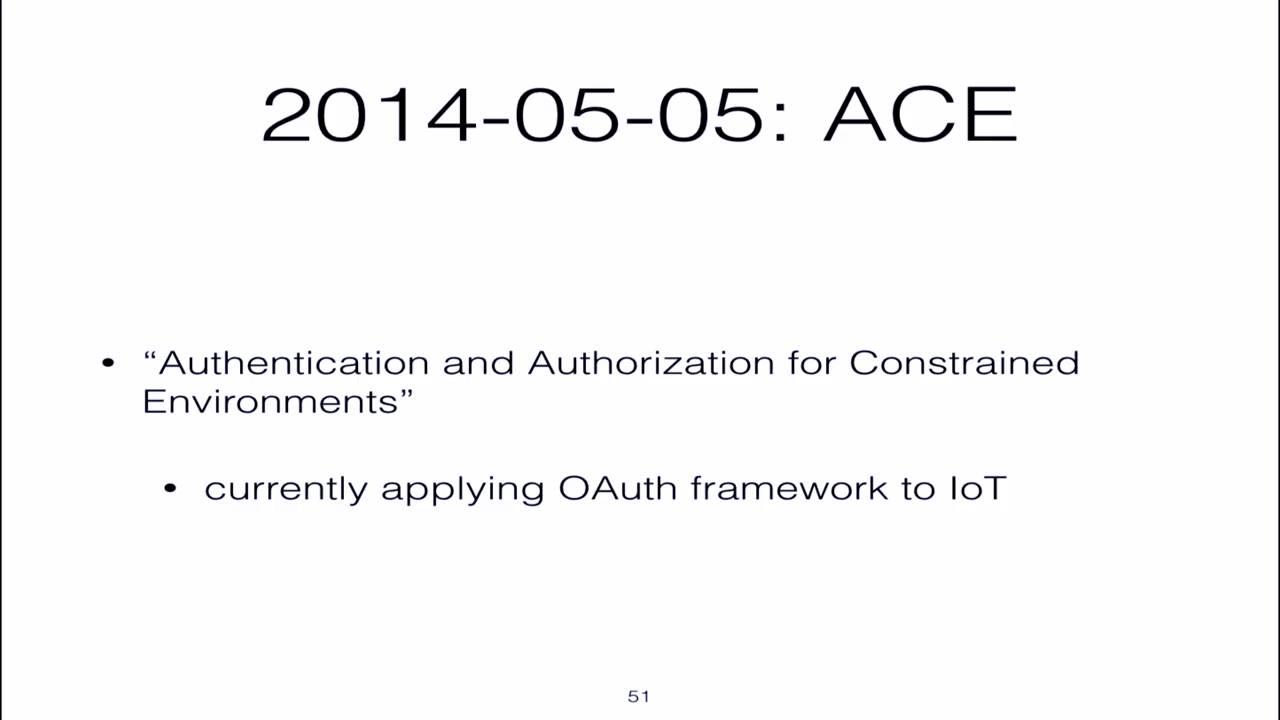 2014-05-05: ACE
• “Authentication and Authorization for Constrained
Environments”
• currently applying OAuth framework to IoT
51